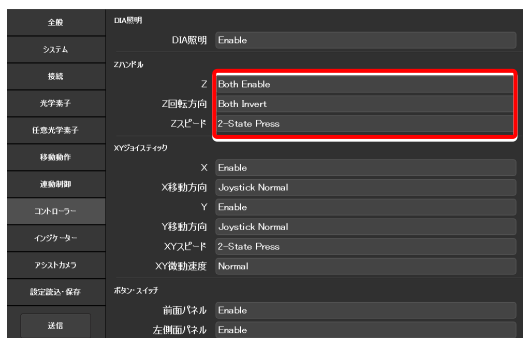 全般
システム
接続
光学素子
任意光学素子
移動動作
連動制御
コントローラー
インジケーター
アシストカメラ
設定読込・保存
送信
DIA照明
DIA照明 Enable
Zハンドル
Z Both Enable
Z回転方向 Both Invert
Zスピード 2-State Press
XYジョイスティック
X Enable
X移動方向 Joystick Normal
Y Enable
Y移動方向 Joystick Normal
XYスピード 2-State Press
XY微動速度 Normal
ボタン・スイッチ
前面パネル Enable
左側面パネル Enable